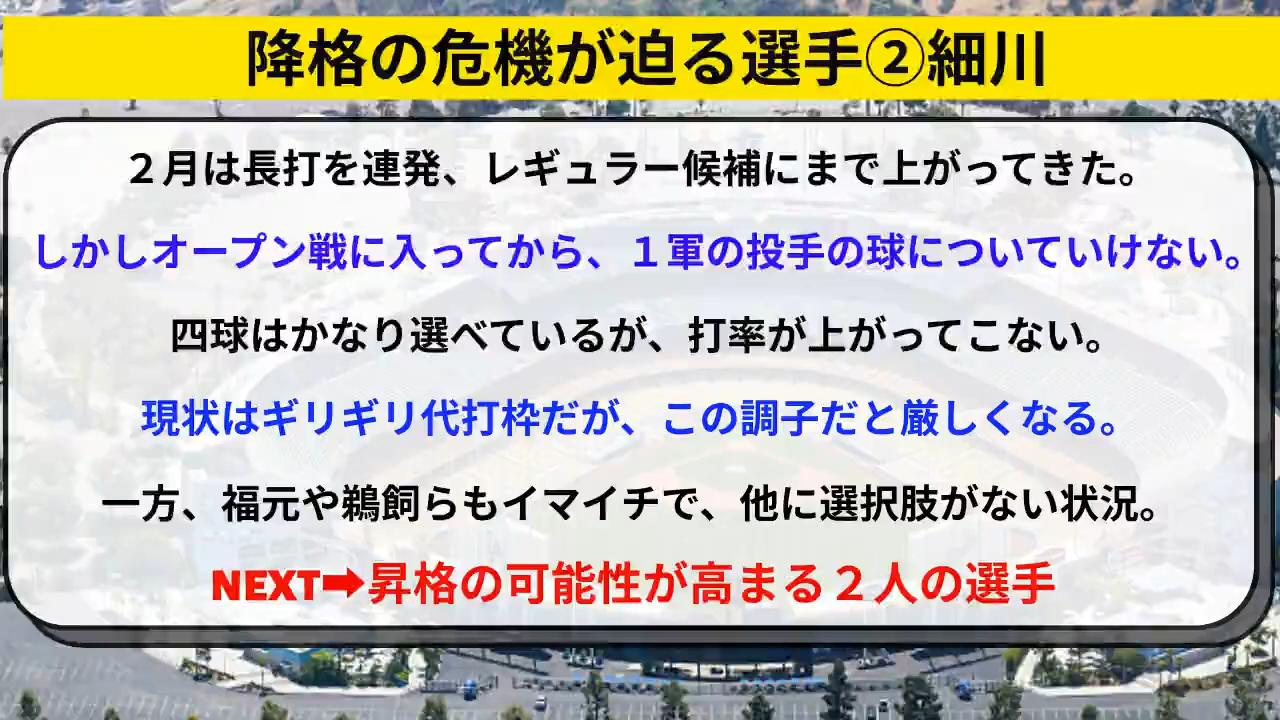 降格の危機が迫る選手②細川
２月は長打を連発、レギュラー候補にまで上がってきた。
しかしオープン戦に入ってから、１軍の投手の球についていけない。
四球はかなり選べているが、打率が上がってこない。
現状はギリギリ代打枠だが、この調子だと厳しくなる。
一方、福元や鵜飼らもイマイチで、他に選択肢がない状況。
NEXT➡昇格の可能性が高まる２人の選手